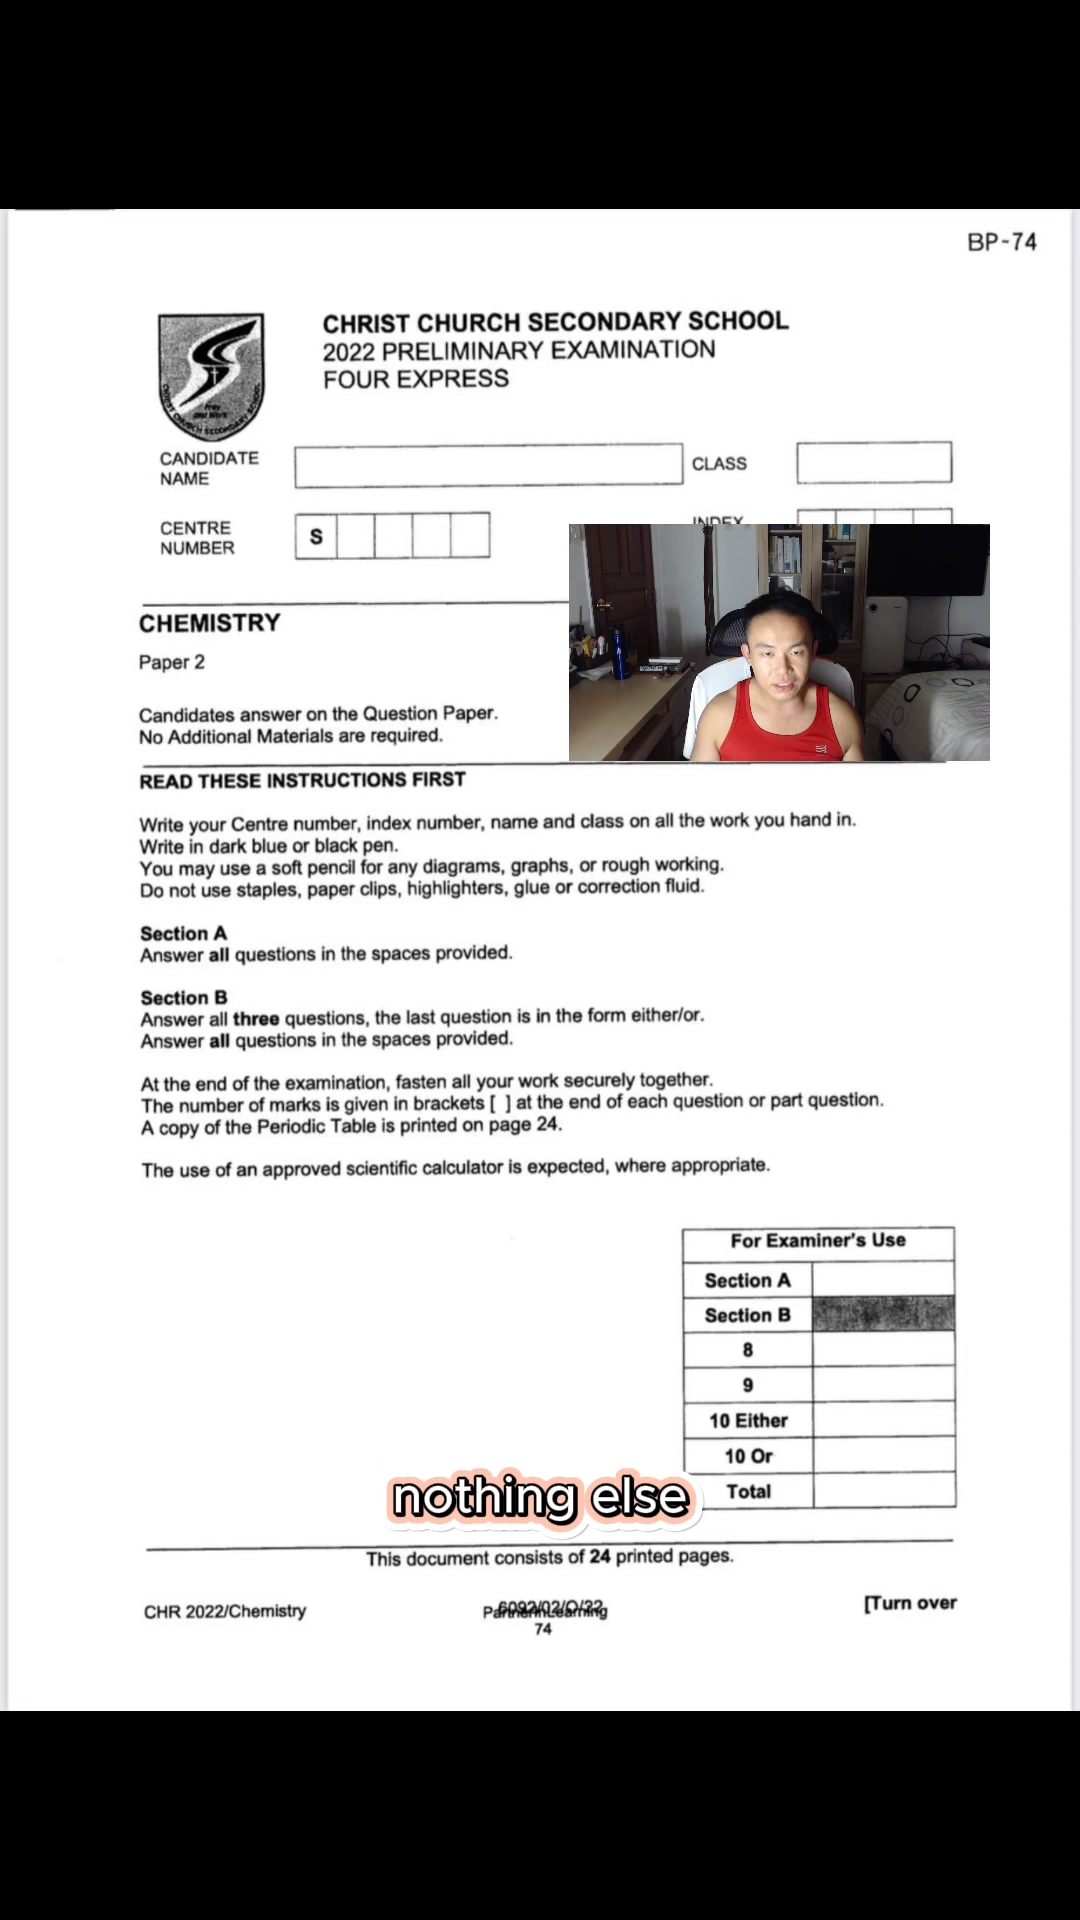 BP-74
CHRIST CHURCH SECONDARY SCHOOL
2022 PRELIMINARY EXAMINATION
FOUR EXPRESS
CHRIST CHURCH SECONDARY SCHOOL
CANDIDATE
NAME
CLASS
CENTRE
NUMBER
S
INDEX
CHEMISTRY
Paper 2
Candidates answer on the Question Paper.
No Additional Materials are required.
READ THESE INSTRUCTIONS FIRST
Write your Centre number, index number, name and class on all the work you hand in.
Write in dark blue or black pen.
You may use a soft pencil for any diagrams, graphs, or rough working.
Do not use staples, paper clips, highlighters, glue or correction fluid.
Section A
Answer all questions in the spaces provided.
Section B
Answer all three questions, the last question is in the form either/or.
Answer all questions in the spaces provided.
At the end of the examination, fasten all your work securely together.
The number of marks is given in brackets [ ] at the end of each question or part question.
A copy of the Periodic Table is printed on page 24.
The use of an approved scientific calculator is expected, where appropriate.
For Examiner's Use
Section A
Section B
8
9
10 Either
10 Or
Total
nothing else
This document consists of 24 printed pages.
CHR 2022/Chemistry
6092/02/O/22
PartnerInLearning
74
[Turn over